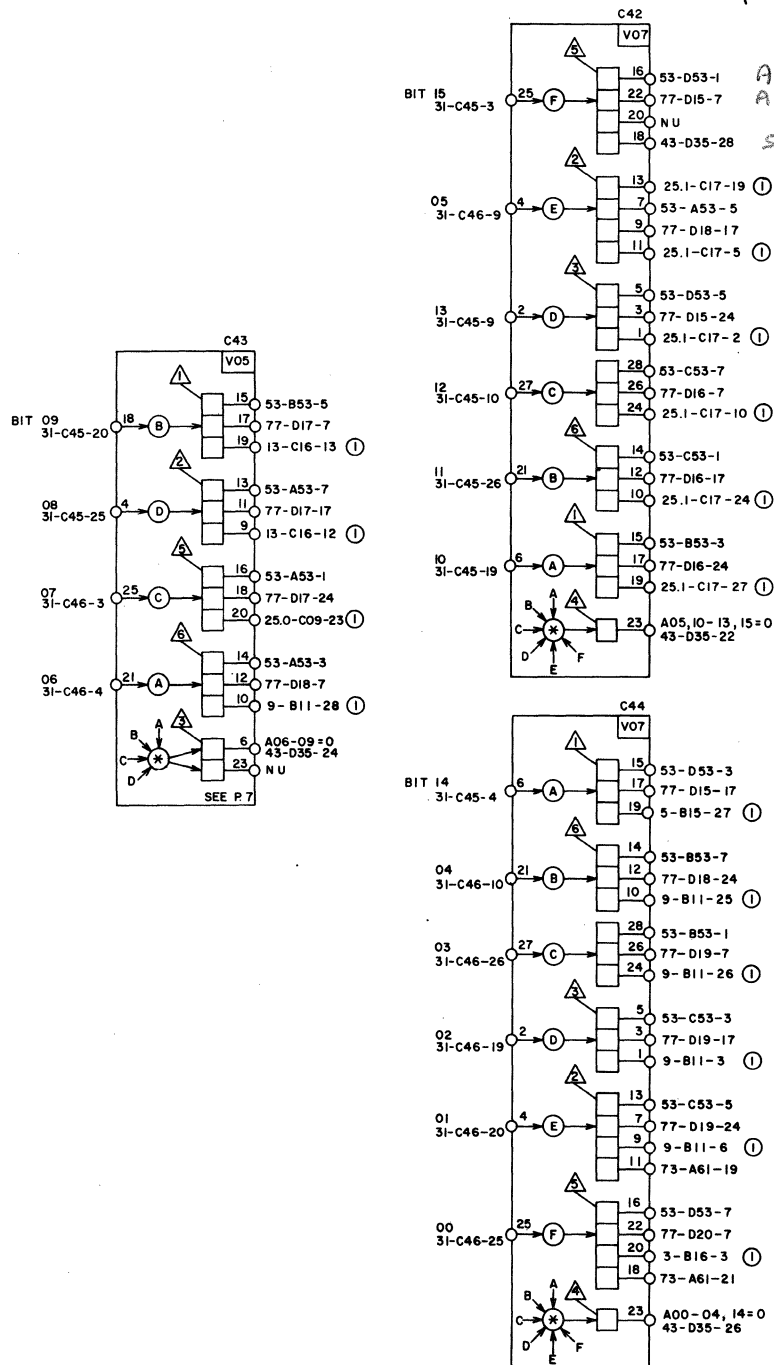 C42
V07
5
BIT 15
31-C45-3
25
F
16 53-D53-1
22 77-D15-7
20 NU
18 43-D35-28
A
A
S
2
05
31-C46-9
4
E
13 25.1-C17-19 1
7 53-A53-5
9 77-D18-17
11 25.1-C17-5 1
3
13
31-C45-9
2
D
5 53-D53-5
3 77-D15-24
1 25.1-C17-2 1
12
31-C45-10
27
C
28 53-C53-7
26 77-D16-7
24 25.1-C17-10 1
6
11
31-C45-26
21
B
14 53-C53-1
12 77-D16-17
10 25.1-C17-24 1
1
10
31-C45-19
6
A
15 53-B53-3
17 77-D16-24
19 25.1-C17-27 1
4
A
B
C
D
E
F
*
23 A05,10-13,15=0
43-D35-22
C43
V05
1
BIT 09
31-C45-20
18
B
15 53-B53-5
17 77-D17-7
19 13-C16-13 1
2
08
31-C45-25
4
D
13 53-A53-7
11 77-D17-17
9 13-C16-12 1
5
07
31-C46-3
25
C
16 53-A53-1
18 77-D17-24
20 25.0-C09-23 1
6
06
31-C46-4
21
A
14 53-A53-3
12 77-D18-7
10 9-B11-28 1
3
A
B
C
D
*
6 A06-09=0
43-D35-24
23 NU
SEE P. 7
C44
V07
1
BIT 14
31-C45-4
6
A
15 53-D53-3
17 77-D15-17
19 5-B15-27 1
6
04
31-C46-10
21
B
14 53-B53-7
12 77-D18-24
10 9-B11-25 1
03
31-C46-26
27
C
28 53-B53-1
26 77-D19-7
24 9-B11-26 1
3
02
31-C46-19
2
D
5 53-C53-3
3 77-D19-17
1 9-B11-3 1
2
01
31-C46-20
4
E
13 53-C53-5
7 77-D19-24
9 9-B11-6 1
11 73-A61-19
5
00
31-C46-25
25
F
16 53-D53-7
22 77-D20-7
20 3-B16-3 1
18 73-A61-21
4
A
B
C
D
E
F
*
23 A00-04, 14=0
43-D35-26